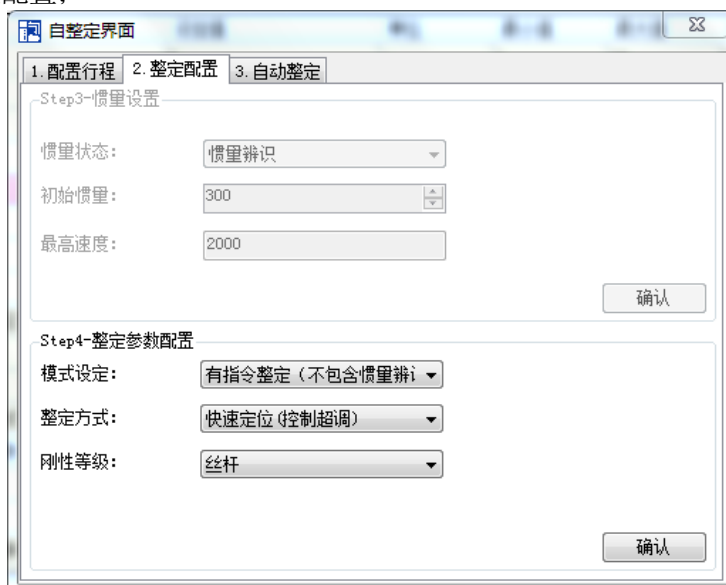 自整定界面
1.配置行程 2.整定配置 3.自动整定
Step3-惯量设置
惯量状态: 惯量辨识
初始惯量: 300
最高速度: 2000
确认
Step4-整定参数配置
模式设定: 有指令整定(不包含惯量辨
整定方式: 快速定位(控制超调)
刚性等级: 丝杆
确认